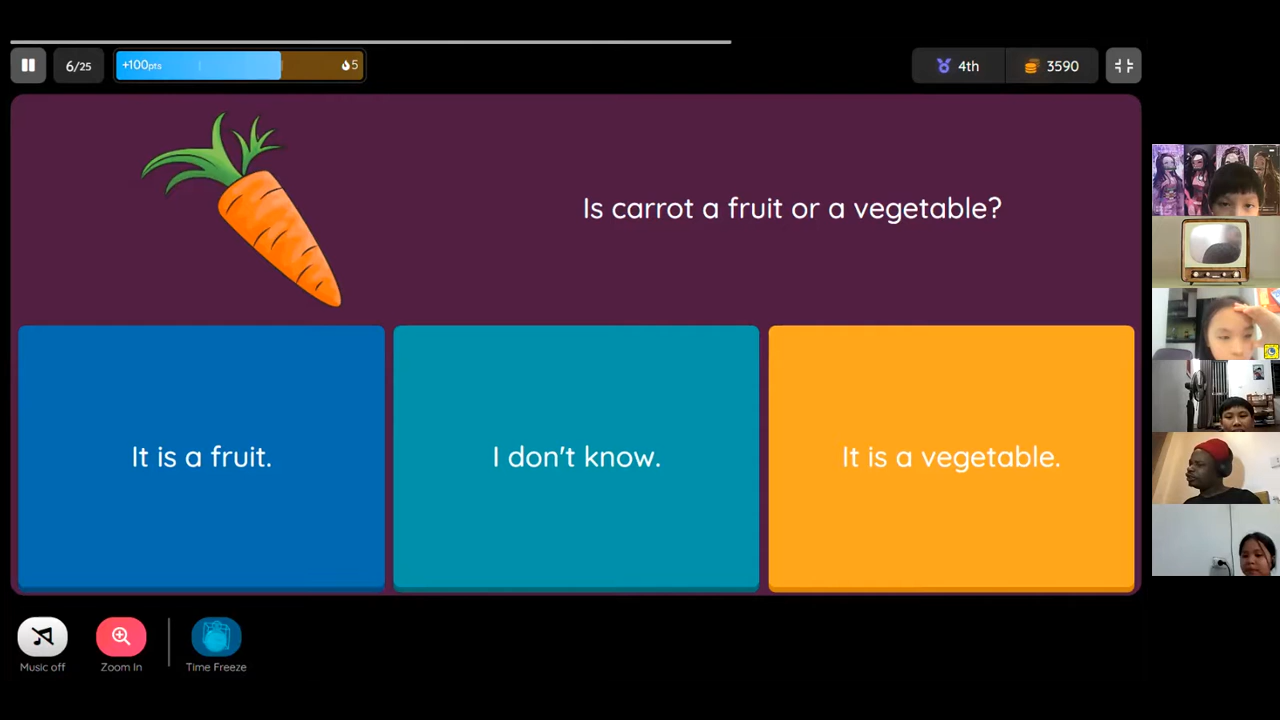 6/25
+100pts
5
4th
3590
Is carrot a fruit or a vegetable?
It is a fruit.
I don't know.
It is a vegetable.
Music off
Zoom In
Time Freeze